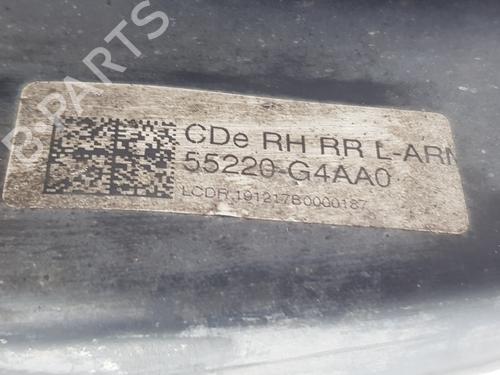 CDe RH RR L-ARM
55220-G4AA0
LCDR,191217B0000187
B-PARTS